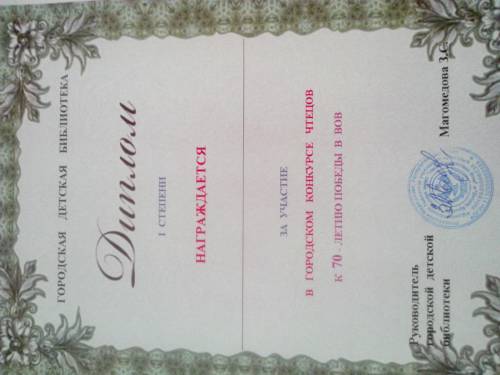 ГОРОДСКАЯ ДЕТСКАЯ БИБЛИОТЕКА
Диплом
I СТЕПЕНИ
НАГРАЖДАЕТСЯ
ЗА УЧАСТИЕ
В ГОРОДСКОМ КОНКУРСЕ ЧТЕЦОВ
К 70 - ЛЕТИЮ ПОБЕДЫ В ВОВ
Руководитель
городской детской
библиотеки Магомедова З.С.